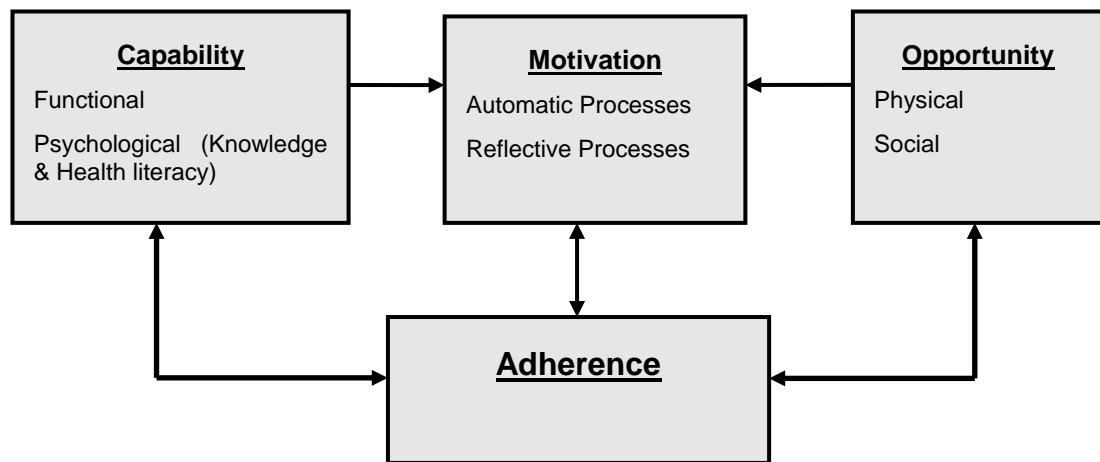 Capability
Functional
Psychological (Knowledge
& Health literacy)
Motivation
Automatic Processes
Reflective Processes
Opportunity
Physical
Social
Adherence